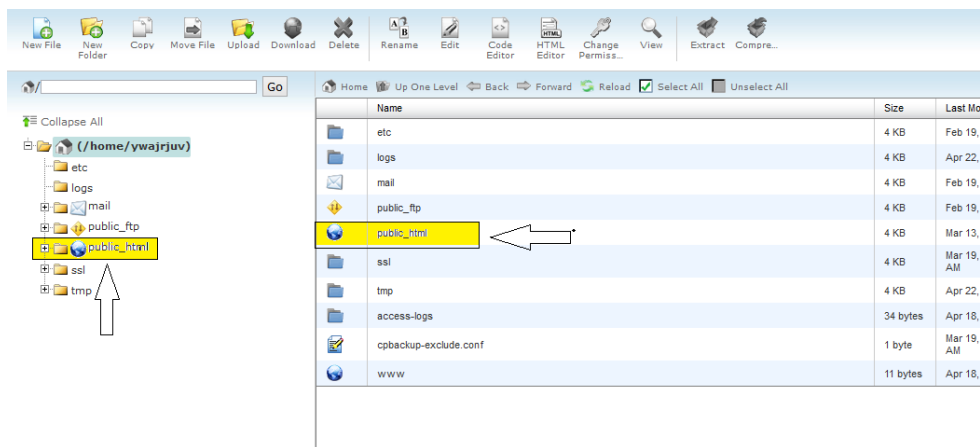 New File New Folder Copy Move File Upload Download Delete Rename Edit Code Editor HTML Editor Change Permiss... View Extract Compre...
/ Go
Home Up One Level Back Forward Reload Select All Unselect All
Collapse All
(/home/ywajrjuv)
etc
logs
mail
public_ftp
public_html
ssl
tmp
Name Size Last Mo
etc 4 KB Feb 19,
logs 4 KB Apr 22,
mail 4 KB Feb 19,
public_ftp 4 KB Feb 19,
public_html 4 KB Mar 13,
ssl 4 KB Mar 19, AM
tmp 4 KB Apr 22,
access-logs 34 bytes Apr 18,
cpbackup-exclude.conf 1 byte Mar 19, AM
www 11 bytes Apr 18,